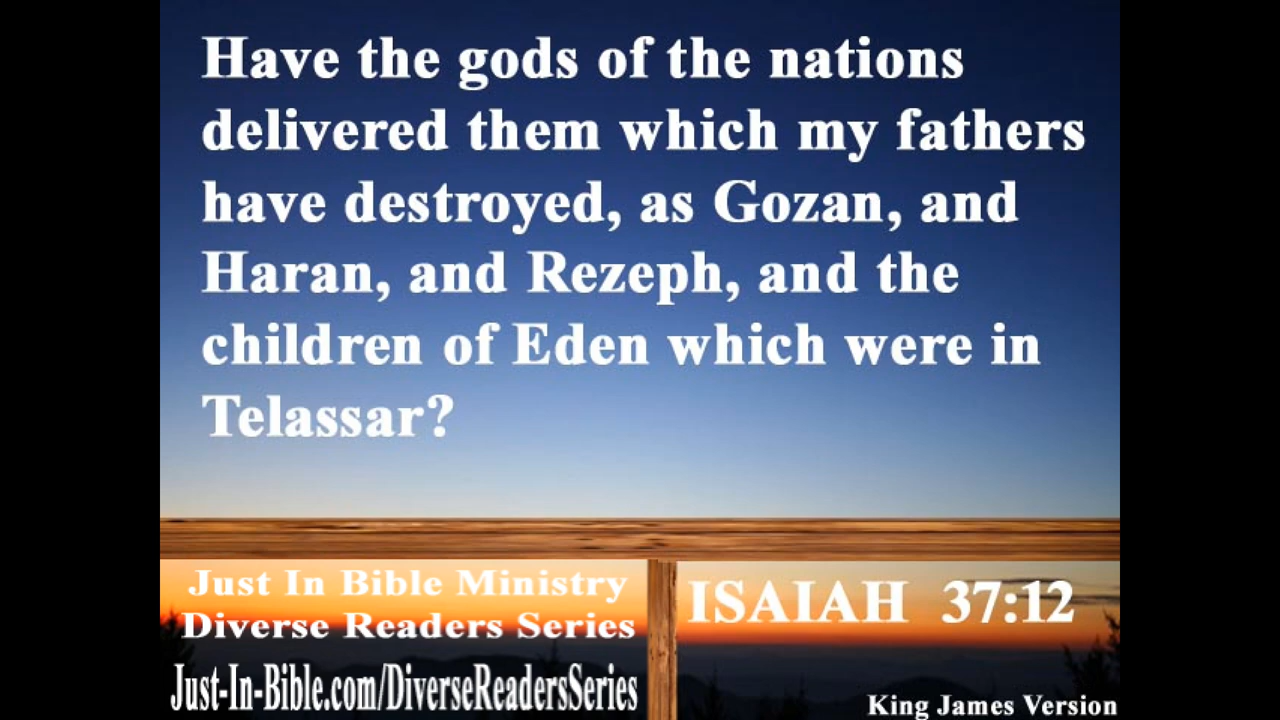 Have the gods of the nations
delivered them which my fathers
have destroyed, as Gozan, and
Haran, and Rezeph, and the
children of Eden which were in
Telassar?
Just In Bible Ministry
Diverse Readers Series
Just-In-Bible.com/DiverseReadersSeries
ISAIAH 37:12
King James Version